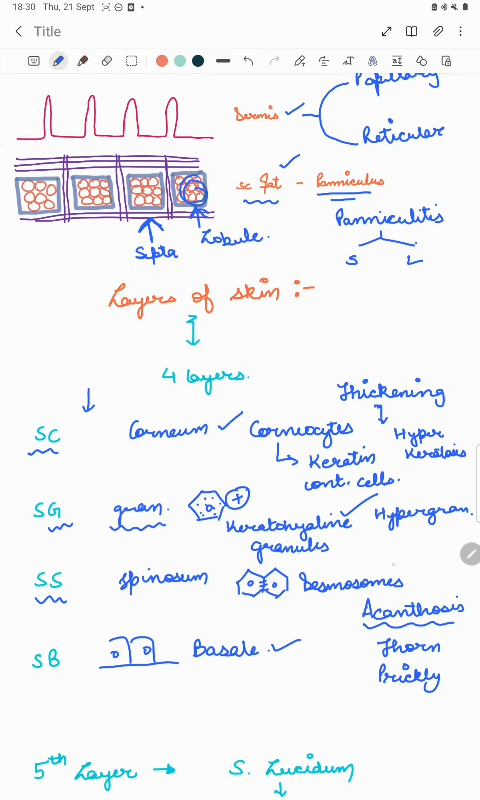 18:30 Thu, 21 Sept
Title
Papillary
Dermis
Reticular
sc fat - Panniculus
Panniculitis
Septa
Lobule.
S L
Layers of skin :-
4 layers.
Thickening
SC Corneum Corneocytes Hyper
Keratosis
Keratin
cont. cells.
SG gran. + Keratohyaline Hypergran.
granules
SS Spinosum Desmosomes
Acanthosis
SB Basale. Thorn
Prickly
5th Layer → S. Lucidum